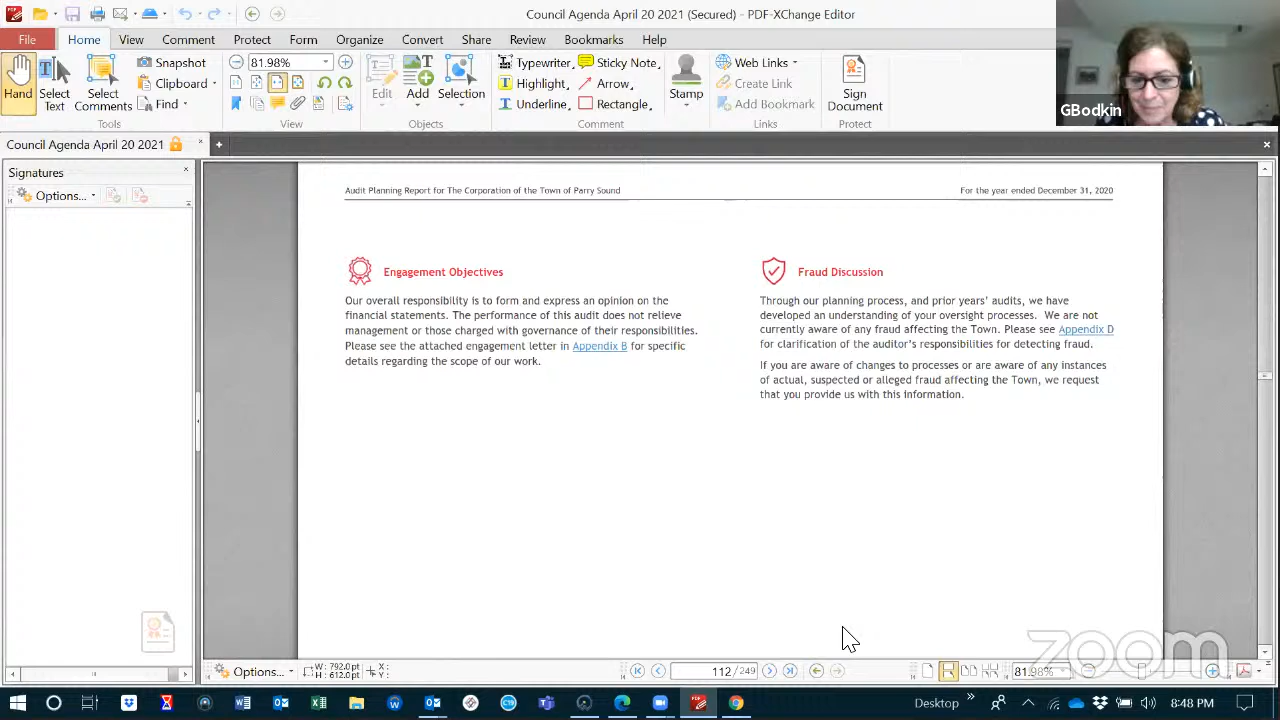 Council Agenda April 20 2021 (Secured) - PDF-XChange Editor
File Home View Comment Protect Form Organize Convert Share Review Bookmarks Help
81.98%
Hand
Select Text
Select Comments
Snapshot
Clipboard
Find
Tools
View
Edit
Add
Selection
Objects
Typewriter
Highlight
Underline
Sticky Note
Arrow
Rectangle
Comment
Stamp
Web Links
Create Link
Add Bookmark
Links
Sign Document
Protect
GBodkin
Council Agenda April 20 2021
Signatures
Options...
Audit Planning Report for The Corporation of the Town of Parry Sound
For the year ended December 31, 2020
Engagement Objectives
Our overall responsibility is to form and express an opinion on the
financial statements. The performance of this audit does not relieve
management or those charged with governance of their responsibilities.
Please see the attached engagement letter in Appendix B for specific
details regarding the scope of our work.
Fraud Discussion
Through our planning process, and prior years' audits, we have
developed an understanding of your oversight processes. We are not
currently aware of any fraud affecting the Town. Please see Appendix D
for clarification of the auditor's responsibilities for detecting fraud.
If you are aware of changes to processes or are aware of any instances
of actual, suspected or alleged fraud affecting the Town, we request
that you provide us with this information.
zoom
Options...
W: 792.0 pt
H: 612.0 pt
X:
Y:
112 / 249
81.98%
Desktop
8:48 PM